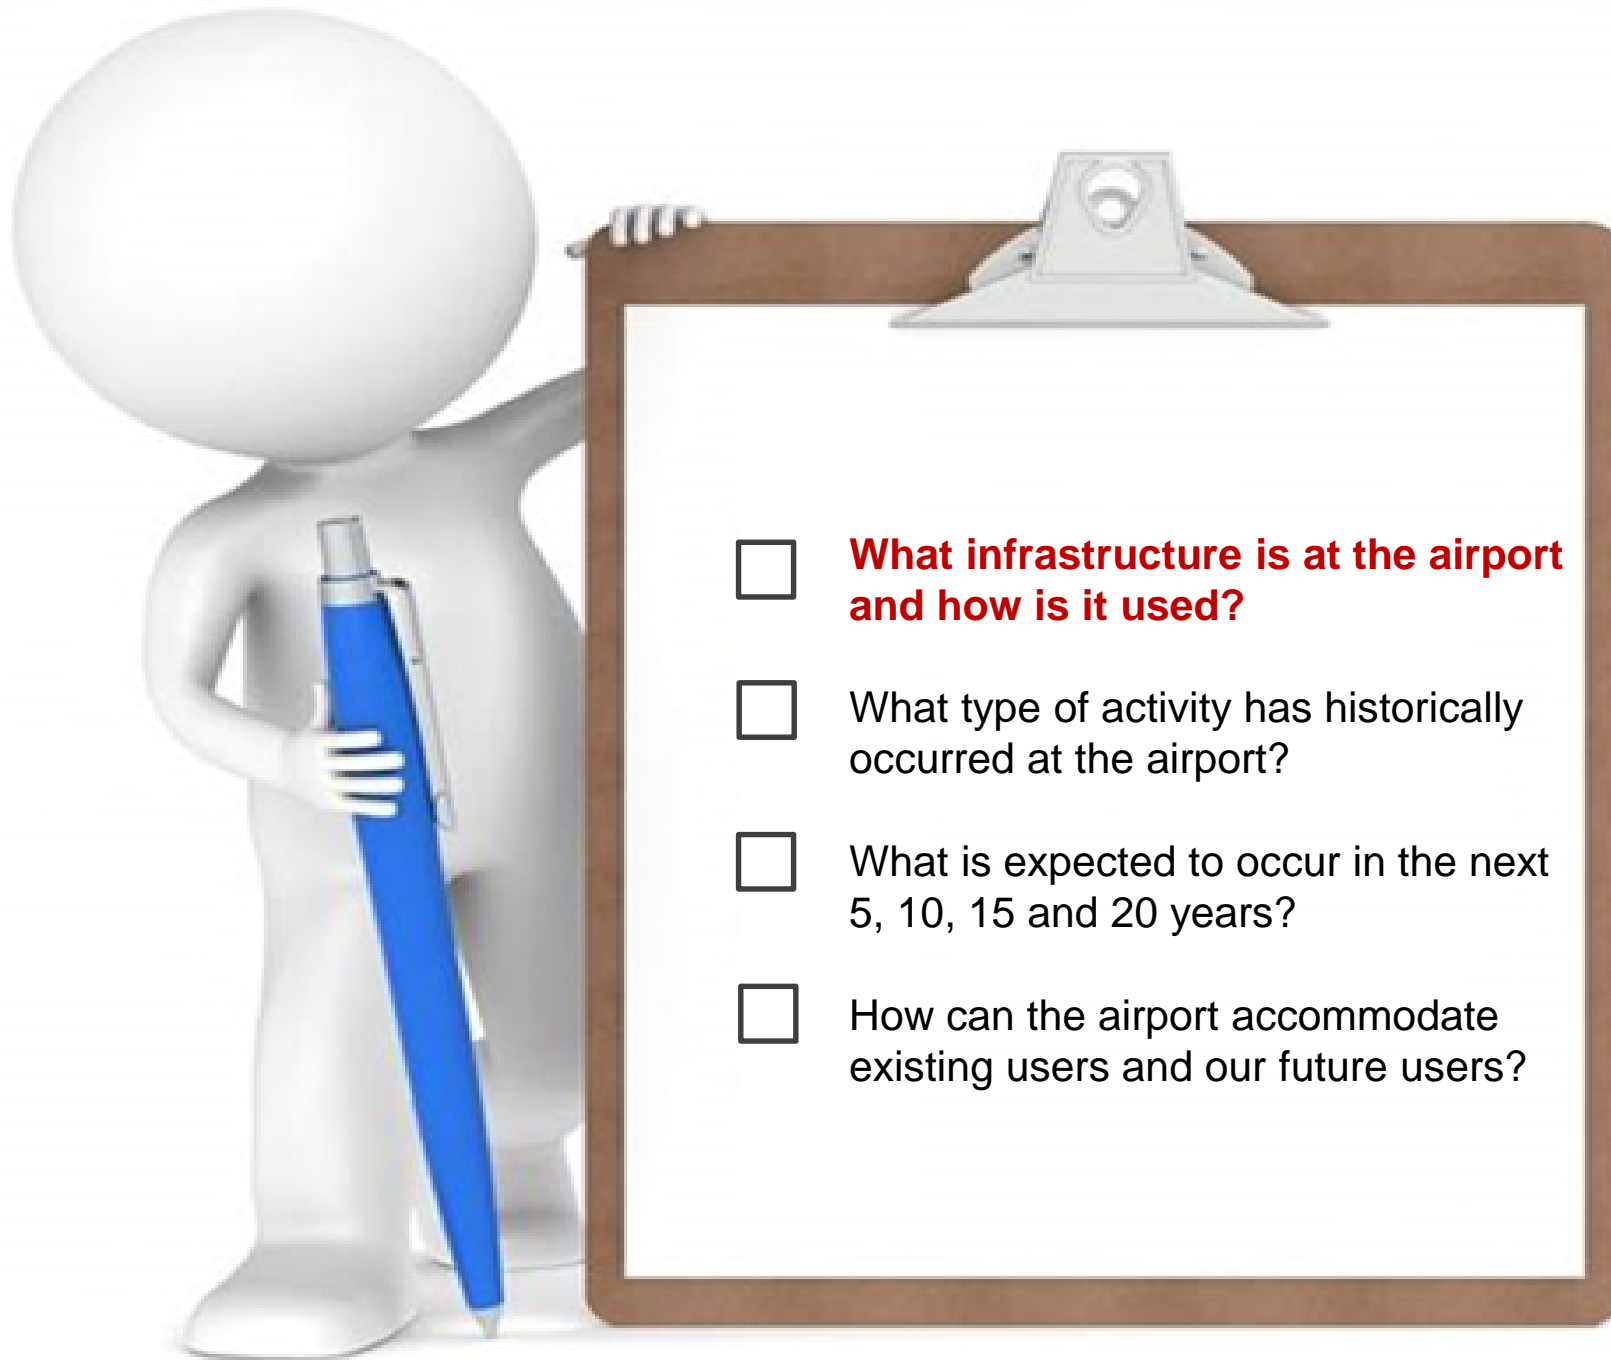 What infrastructure is at the airport
and how is it used?
What type of activity has historically
occurred at the airport?
What is expected to occur in the next
5, 10, 15 and 20 years?
How can the airport accommodate
existing users and our future users?